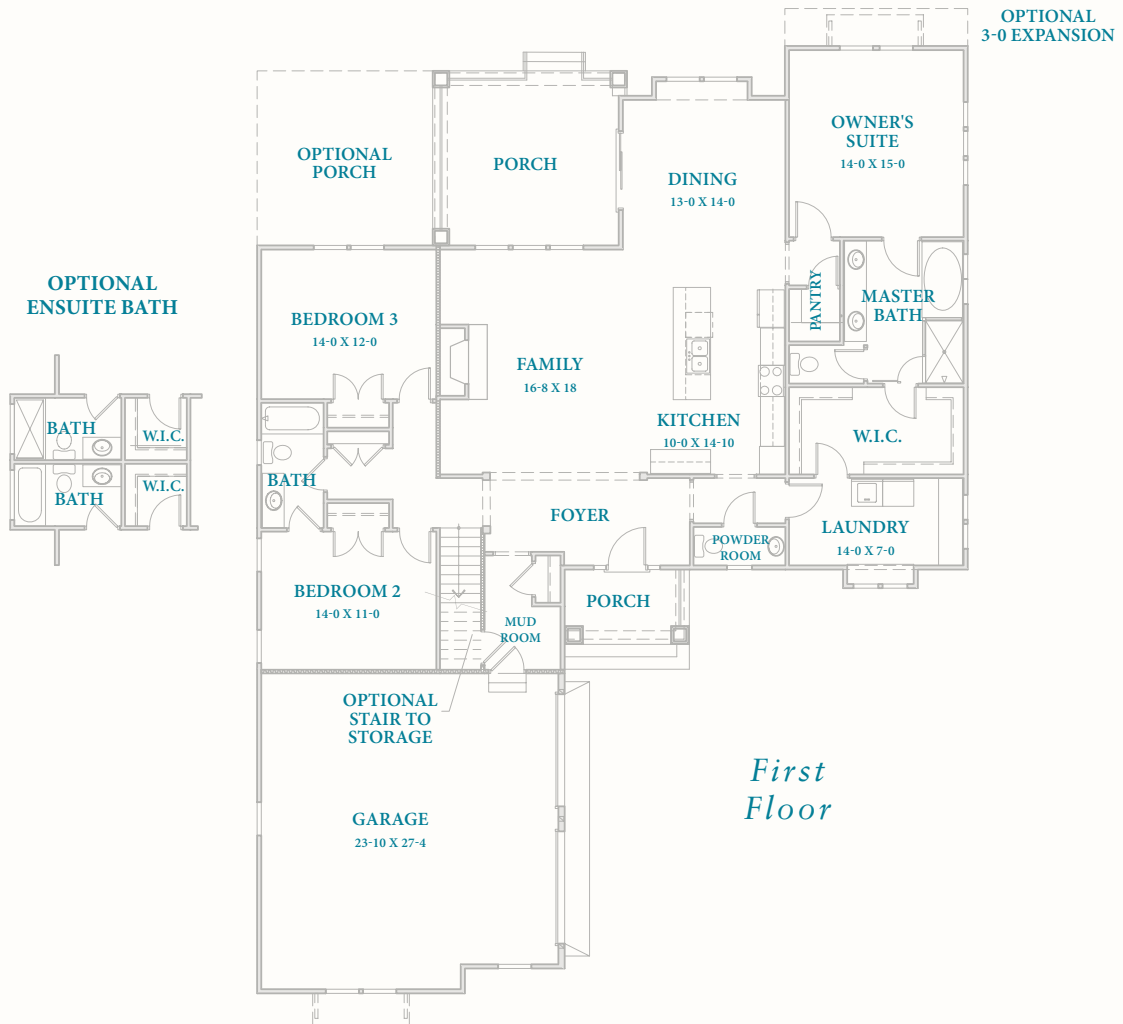 OPTIONAL
3-0 EXPANSION
OWNER'S
SUITE
14-0 X 15-0
OPTIONAL
PORCH
PORCH
DINING
13-0 X 14-0
OPTIONAL
ENSUITE BATH
BEDROOM 3
14-0 X 12-0
PANTRY
MASTER
BATH
FAMILY
16-8 X 18
KITCHEN
10-0 X 14-10
W.I.C.
BATH
W.I.C.
BATH
W.I.C.
BATH
FOYER
POWDER
ROOM
LAUNDRY
14-0 X 7-0
BEDROOM 2
14-0 X 11-0
MUD
ROOM
PORCH
OPTIONAL
STAIR TO
STORAGE
First
Floor
GARAGE
23-10 X 27-4